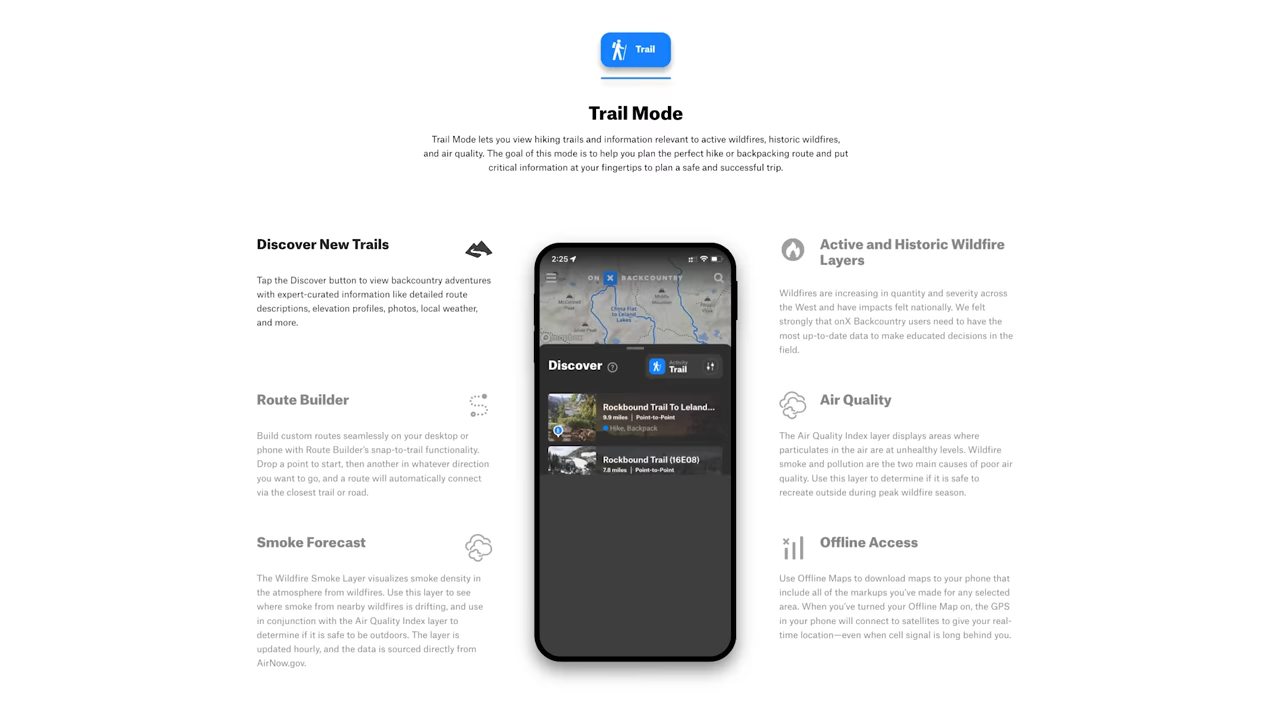 Trail
Trail Mode
Trail Mode lets you view hiking trails and information relevant to active wildfires, historic wildfires,
and air quality. The goal of this mode is to help you plan the perfect hike or backpacking route and put
critical information at your fingertips to plan a safe and successful trip.
Discover New Trails
Tap the Discover button to view backcountry adventures
with expert-curated information like detailed route
descriptions, elevation profiles, photos, local weather,
and more.
Route Builder
Build custom routes seamlessly on your desktop or
phone with Route Builder's snap-to-trail functionality.
Drop a point to start, then another in whatever direction
you want to go, and a route will automatically connect
via the closest trail or road.
Smoke Forecast
The Wildfire Smoke Layer visualizes smoke density in
the atmosphere from wildfires. Use this layer to see
where smoke from nearby wildfires is drifting, and use
in conjunction with the Air Quality Index layer to
determine if it is safe to be outdoors. The layer is
updated hourly, and the data is sourced directly from
AirNow.gov.
2:25
ON X BACKCOUNTRY
McConnell
Peak
Middle
Mountain
China Flat
to Leland
Lakes
Silver Peak
mapbox
Discover ?
Activity
Trail
Rockbound Trail To Leland...
9.9 miles | Point-to-Point
Hike, Backpack
Rockbound Trail (16E08)
7.8 miles | Point-to-Point
Active and Historic Wildfire
Layers
Wildfires are increasing in quantity and severity across
the West and have impacts felt nationally. We felt
strongly that onX Backcountry users need to have the
most up-to-date data to make educated decisions in the
field.
Air Quality
The Air Quality Index layer displays areas where
particulates in the air are at unhealthy levels. Wildfire
smoke and pollution are the two main causes of poor air
quality. Use this layer to determine if it is safe to
recreate outside during peak wildfire season.
Offline Access
Use Offline Maps to download maps to your phone that
include all of the markups you've made for any selected
area. When you've turned your Offline Map on, the GPS
in your phone will connect to satellites to give your real-
time location—even when cell signal is long behind you.